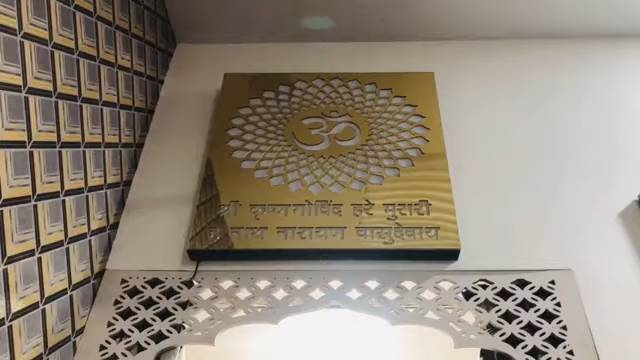 ॐ
श्री कृष्णगोविंद हरे मुरारी
हे नाथ नारायण वासुदेवाय